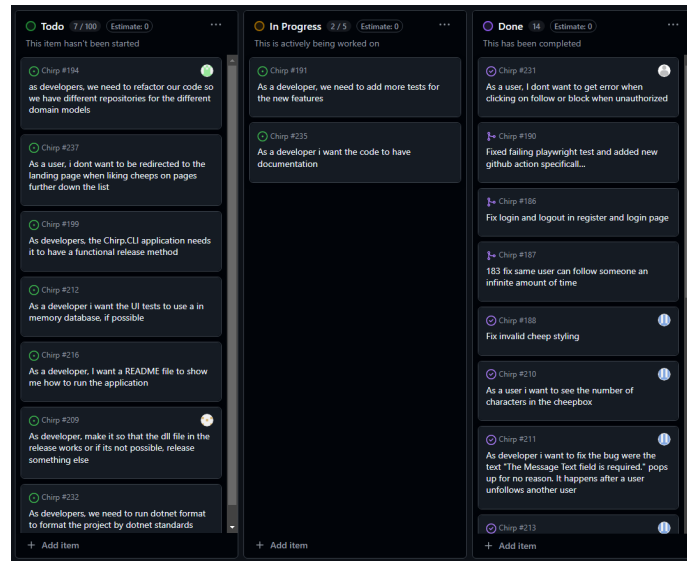 Todo 7 / 100 Estimate: 0 ...
This item hasn't been started
Chirp #194
as developers, we need to refactor our code so
we have different repositories for the different
domain models
Chirp #237
As a user, i dont want to be redirected to the
landing page when liking cheeps on pages
further down the list
Chirp #199
As developers, the Chirp.CLI application needs
it to have a functional release method
Chirp #212
As a developer i want the UI tests to use a in
memory database, if possible
Chirp #216
As a developer, I want a README file to show
me how to run the application
Chirp #209
As developer, make it so that the dll file in the
release works or if its not possible, release
something else
Chirp #232
As developers, we need to run dotnet format
to format the project by dotnet standards
+ Add item
In Progress 2 / 5 Estimate: 0 ...
This is actively being worked on
Chirp #191
As a developer, we need to add more tests for
the new features
Chirp #235
As a developer i want the code to have
documentation
+ Add item
Done 14 Estimate: 0 ...
This has been completed
Chirp #231
As a user, I dont want to get error when
clicking on follow or block when unauthorized
Chirp #190
Fixed failing playwright test and added new
github action specificall...
Chirp #186
Fix login and logout in register and login page
Chirp #187
183 fix same user can follow someone an
infinite amount of time
Chirp #188
Fix invalid cheep styling
Chirp #210
As a user i want to see the number of
characters in the cheepbox
Chirp #211
As developer i want to fix the bug were the
text "The Message Text field is required." pops
up for no reason. It happens after a user
unfollows another user
Chirp #213
+ Add item